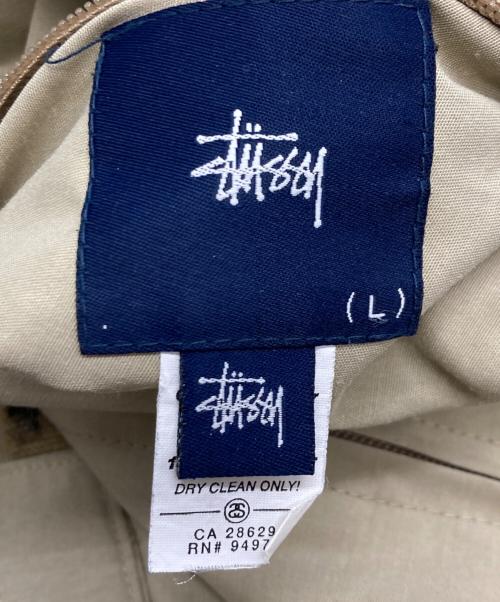 Stüssy
(L)
Stüssy
DRY CLEAN ONLY!
CA 28629
RN# 9497